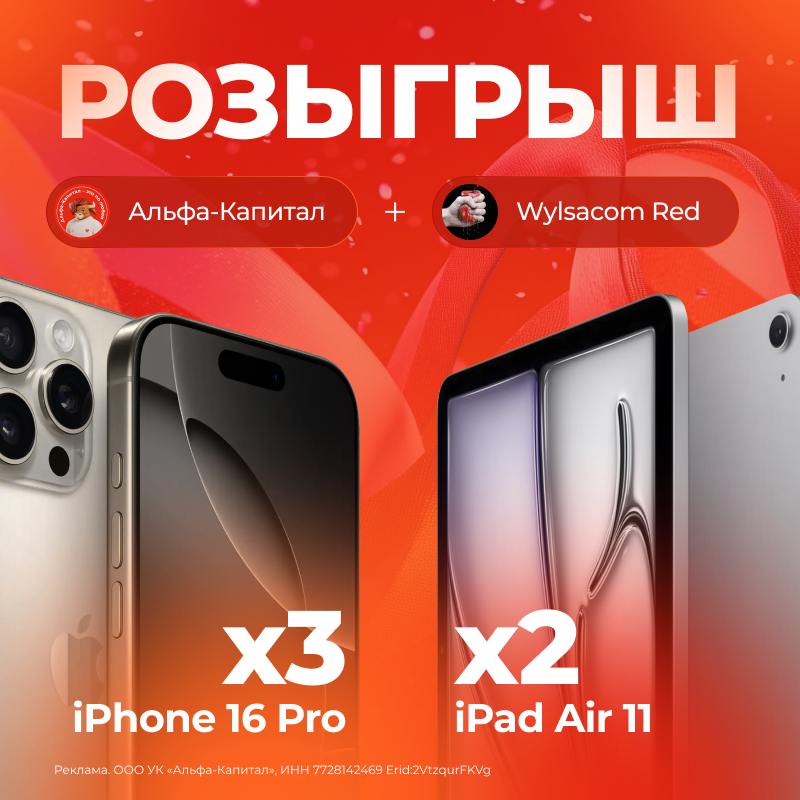 РОЗЫГРЫШ
Альфа-Капитал + Wylsacom Red
x3
iPhone 16 Pro
x2
iPad Air 11
Реклама. ООО УК «Альфа-Капитал», ИНН 7728142469 Erid:2VtzqurFKVg